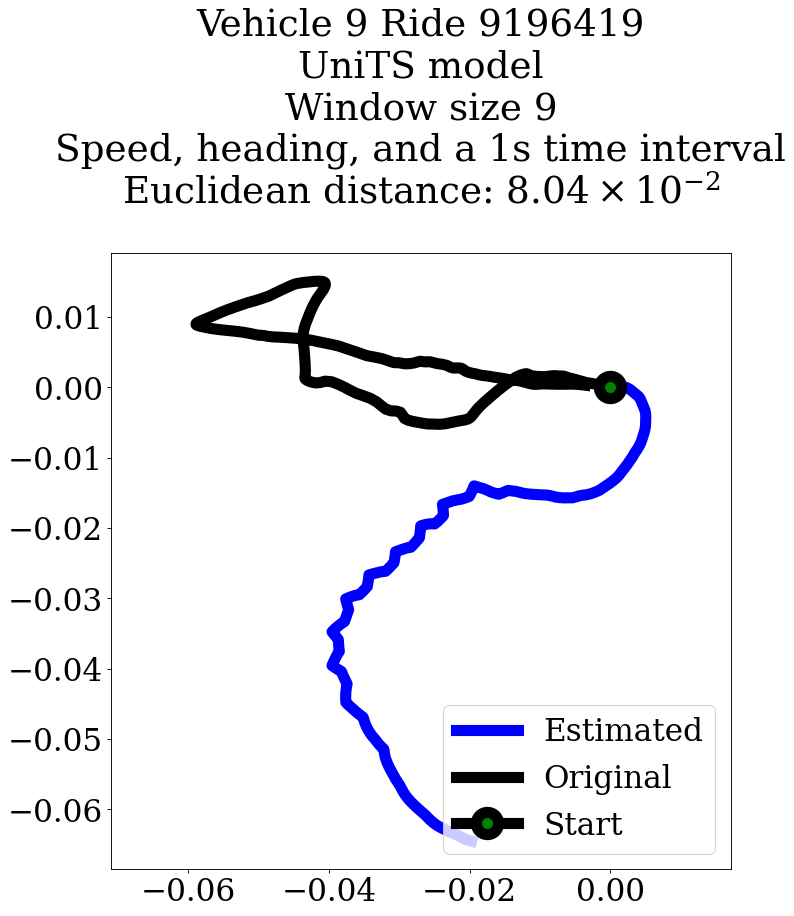 Vehicle 9 Ride 9196419
UniTS model
Window size 9
Speed, heading, and a 1s time interval
Euclidean distance: $8.04 \times 10^{-2}$
0.01
0.00
−0.01
−0.02
−0.03
−0.04
−0.05
−0.06
Estimated
Original
Start
−0.06 −0.04 −0.02 0.00